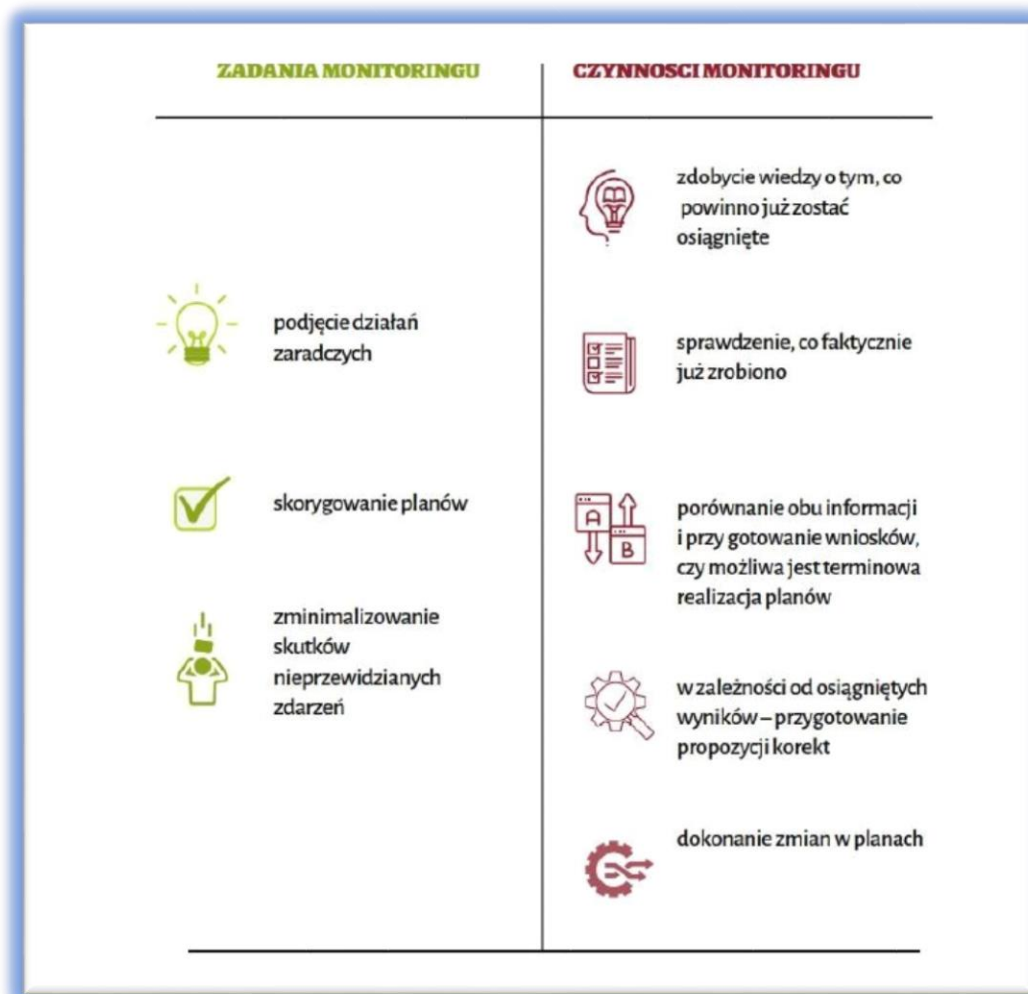 ZADANIA MONITORINGU
podjęcie działań
zaradczych
skorygowanie planów
zminimalizowanie
skutków
nieprzewidzianych
zdarzeń
CZYNNOŚCI MONITORINGU
zdobycie wiedzy o tym, co
powinno już zostać
osiągnięte
sprawdzenie, co faktycznie
już zrobiono
A
B
porównanie obu informacji
i przy gotowanie wniosków,
czy możliwa jest terminowa
realizacja planów
w zależności od osiągniętych
wyników – przygotowanie
propozycji korekt
dokonanie zmian w planach